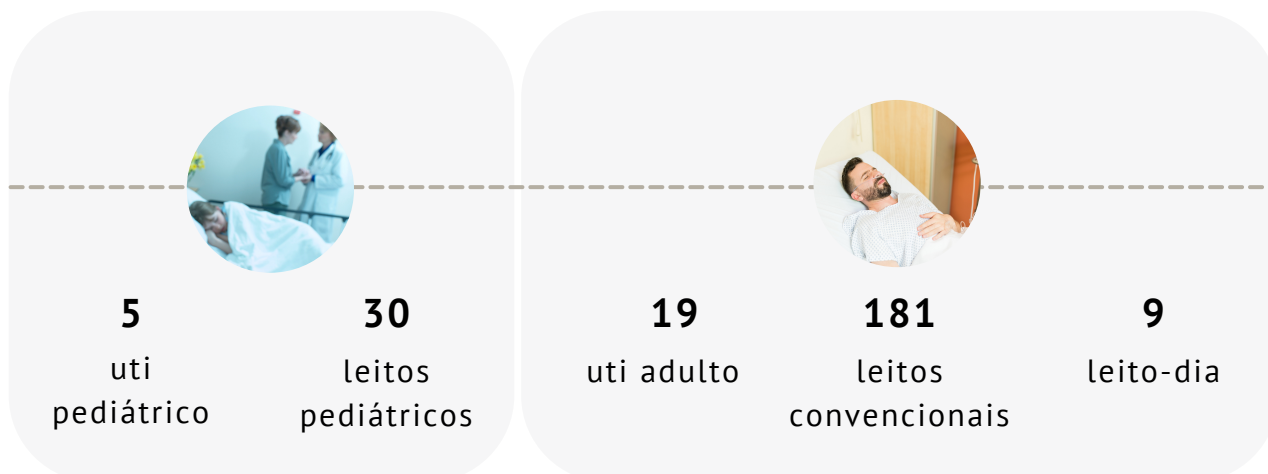 5
uti
pediátrico
30
leitos
pediátricos
19
uti adulto
181
leitos
convencionais
9
leito-dia